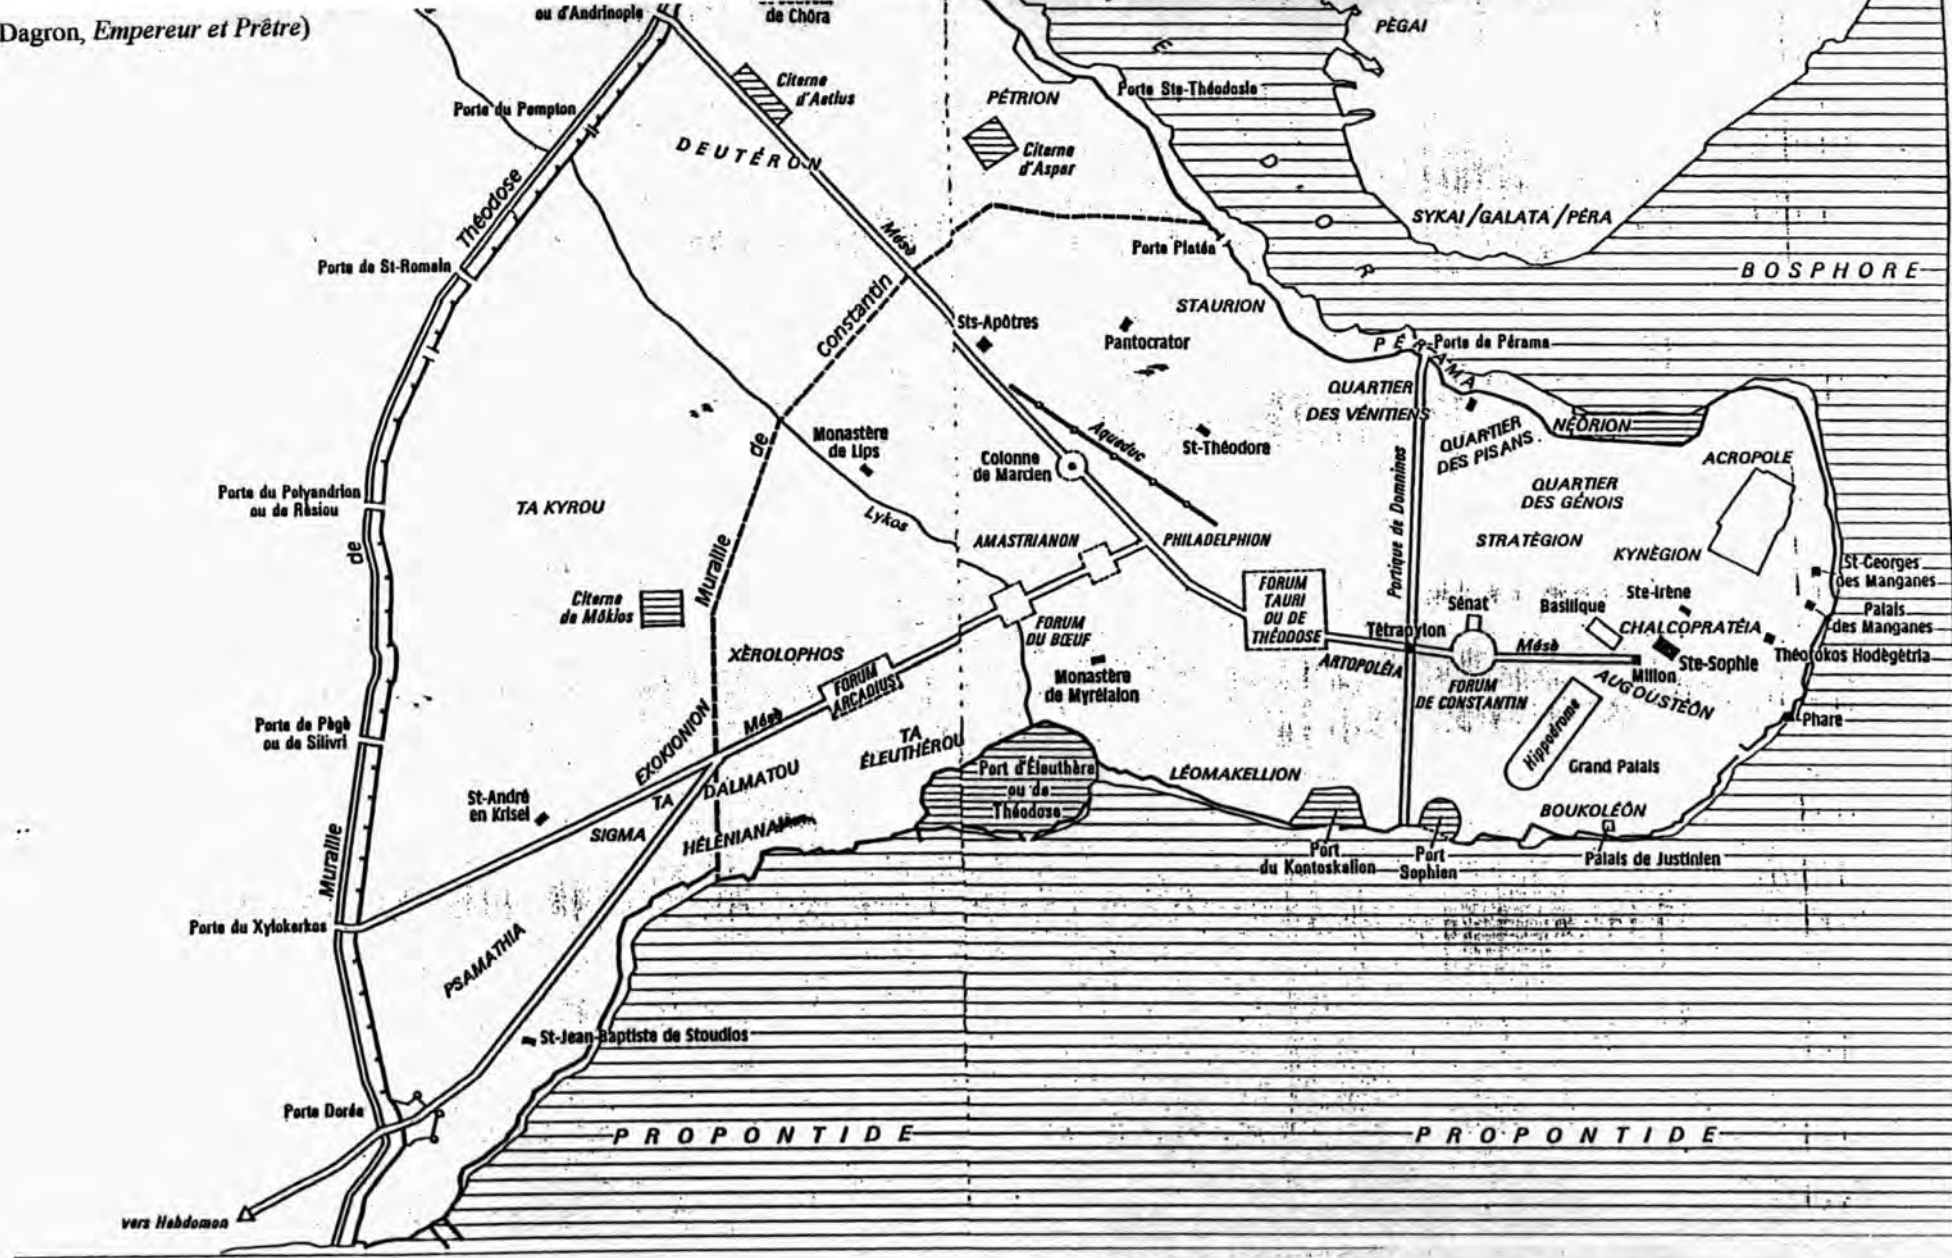 Dagron, Empereur et Prêtre)
ou d'Andrinople
de Chôra
PÈGAI
Citerne
d'Aetius
Porte du Pempton
PÉTRION
Porte Ste-Théodosie
Citerne
d'Aspar
DEUTÉRON
Théodose
Mésè
SYKAI/GALATA/PÉRA
Porte Platéa
Porte de St-Romain
BOSPHORE
Constantin
STAURION
Sts-Apôtres
Pantocrator
Porte de Pérama
PÉRAMA
QUARTIER
DES VÉNITIENS
NÉORION
QUARTIER
DES PISANS
Monastère
de Lips
de
Aqueduc
St-Théodore
Colonne
de Marcien
ACROPOLE
Porte du Polyandrion
ou de Rèsiou
TA KYROU
Lykos
Portique de Domninos
QUARTIER
DES GÉNOIS
AMASTRIANON
PHILADELPHION
STRATÈGION
KYNÈGION
de
Muraille
St-Georges
des Manganes
Citerne
de Môkios
FORUM
TAURI
OU DE
THÉODOSE
Sénat
Basilique
Ste-Irène
Palais
des Manganes
FORUM
DU BŒUF
Tétrapylon
Mésè
CHALCOPRATÉIA
Théotokos Hodègètria
XÈROLOPHOS
FORUM
ARCADIUS
Monastère
de Myrélaion
ARTOPOLÉIA
FORUM
DE CONSTANTIN
Milion
Ste-Sophie
AUGOUSTÉÔN
Phare
Porte de Pègè
ou de Silivri
EXOKIONION
Mésè
TA
ÉLEUTHÉROU
Hippodrome
Grand Palais
TA DALMATOU
Port d'Éleuthère
ou de
Théodose
LÉOMAKELLION
St-André
en Krisei
SIGMA
HÉLÉNIANA
BOUKOLÉÔN
Muraille
Port
du Kontoskalion
Port
Sophien
Palais de Justinien
Porte du Xylokerkos
PSAMATHIA
St-Jean-Baptiste de Stoudios
Porte Dorée
PROPONTIDE
PROPONTIDE
vers Hebdomon